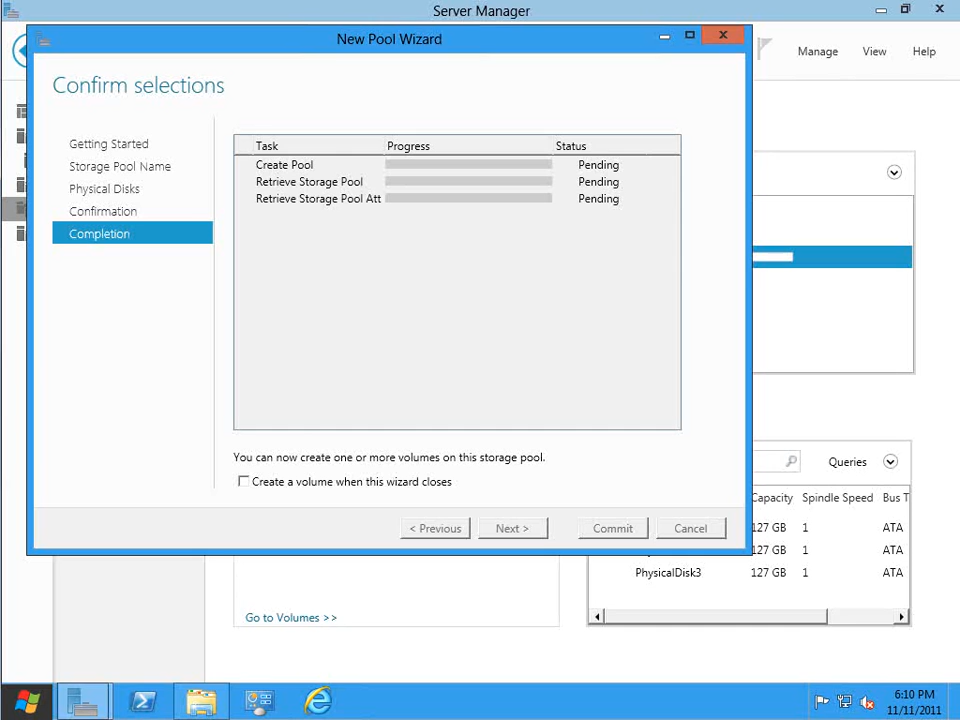 Server Manager
New Pool Wizard
Manage View Help
Confirm selections
Getting Started
Storage Pool Name
Physical Disks
Confirmation
Completion
Task Progress Status
Create Pool Pending
Retrieve Storage Pool Pending
Retrieve Storage Pool Att Pending
You can now create one or more volumes on this storage pool.
Create a volume when this wizard closes
< Previous Next > Commit Cancel
Queries
Capacity Spindle Speed Bus T
127 GB 1 ATA
127 GB 1 ATA
PhysicalDisk3 127 GB 1 ATA
Go to Volumes >>
6:10 PM
11/11/2011